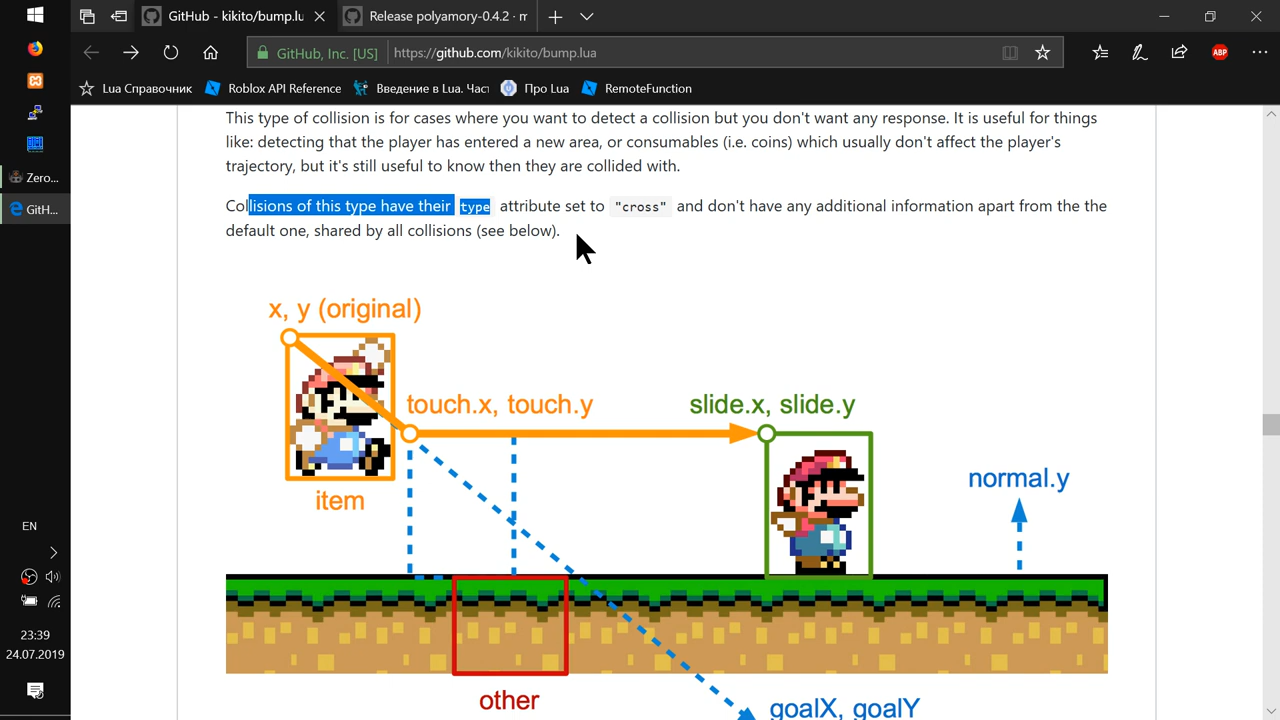 GitHub - kikito/bump.lu
Release polyamory-0.4.2 · m
GitHub, Inc. [US]
https://github.com/kikito/bump.lua
ABP
Lua Справочник
Roblox API Reference
Введение в Lua. Част
Про Lua
RemoteFunction
This type of collision is for cases where you want to detect a collision but you don't want any response. It is useful for things
like: detecting that the player has entered a new area, or consumables (i.e. coins) which usually don't affect the player's
trajectory, but it's still useful to know then they are collided with.
Collisions of this type have their type attribute set to "cross" and don't have any additional information apart from the the
default one, shared by all collisions (see below).
x, y (original)
touch.x, touch.y
slide.x, slide.y
item
normal.y
other
goalX, goalY
Zero...
GitH...
EN
23:39
24.07.2019